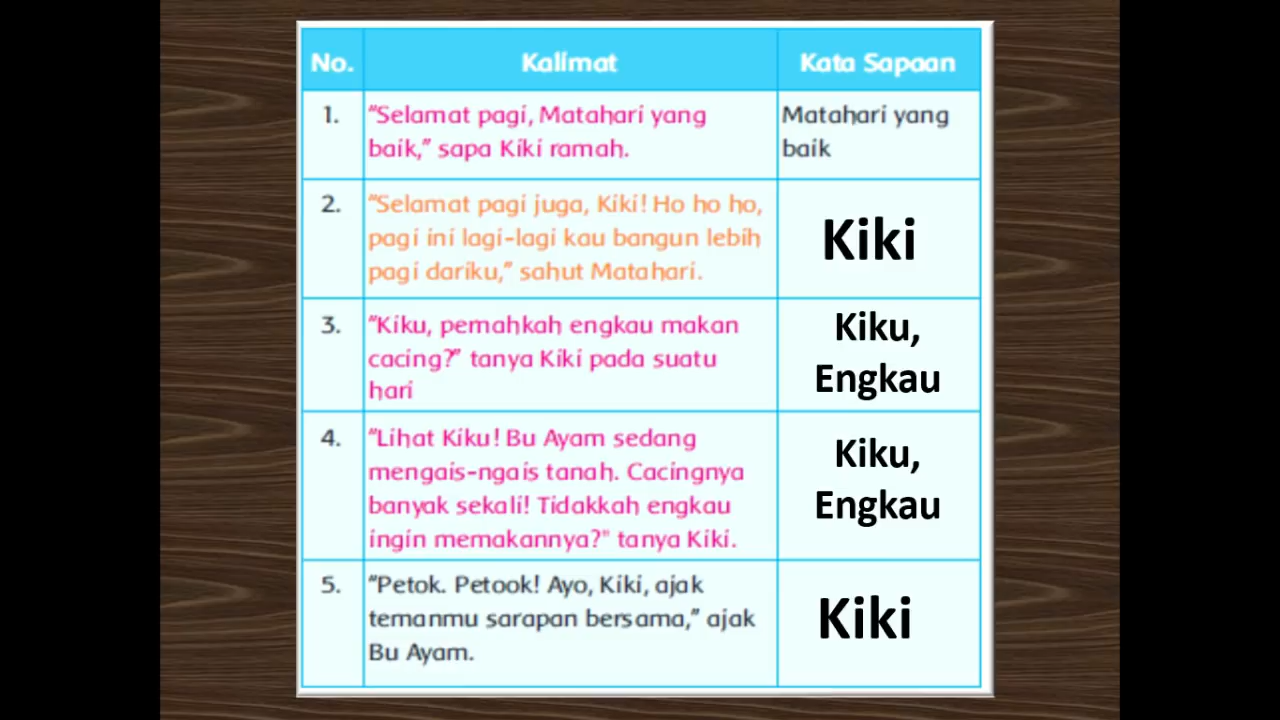 No. Kalimat Kata Sapaan
1. "Selamat pagi, Matahari yang
baik," sapa Kiki ramah.
Matahari yang
baik
2. "Selamat pagi juga, Kiki! Ho ho ho,
pagi ini lagi-lagi kau bangun lebih
pagi dariku," sahut Matahari.
Kiki
3. "Kiku, pernahkah engkau makan
cacing?" tanya Kiki pada suatu
hari
Kiku,
Engkau
4. "Lihat Kiku! Bu Ayam sedang
mengais-ngais tanah. Cacingnya
banyak sekali! Tidakkah engkau
ingin memakannya?" tanya Kiki.
Kiku,
Engkau
5. "Petok. Petook! Ayo, Kiki, ajak
temanmu sarapan bersama," ajak
Bu Ayam.
Kiki